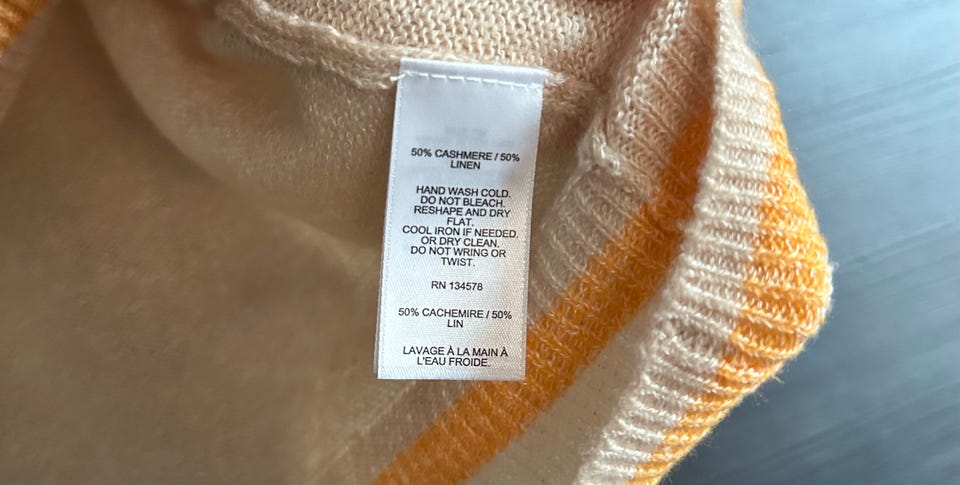 50% CASHMERE / 50%
LINEN
HAND WASH COLD.
DO NOT BLEACH.
RESHAPE AND DRY
FLAT.
COOL IRON IF NEEDED.
OR DRY CLEAN.
DO NOT WRING OR
TWIST.
RN 134578
50% CACHEMIRE / 50%
LIN
LAVAGE À LA MAIN À
L'EAU FROIDE.